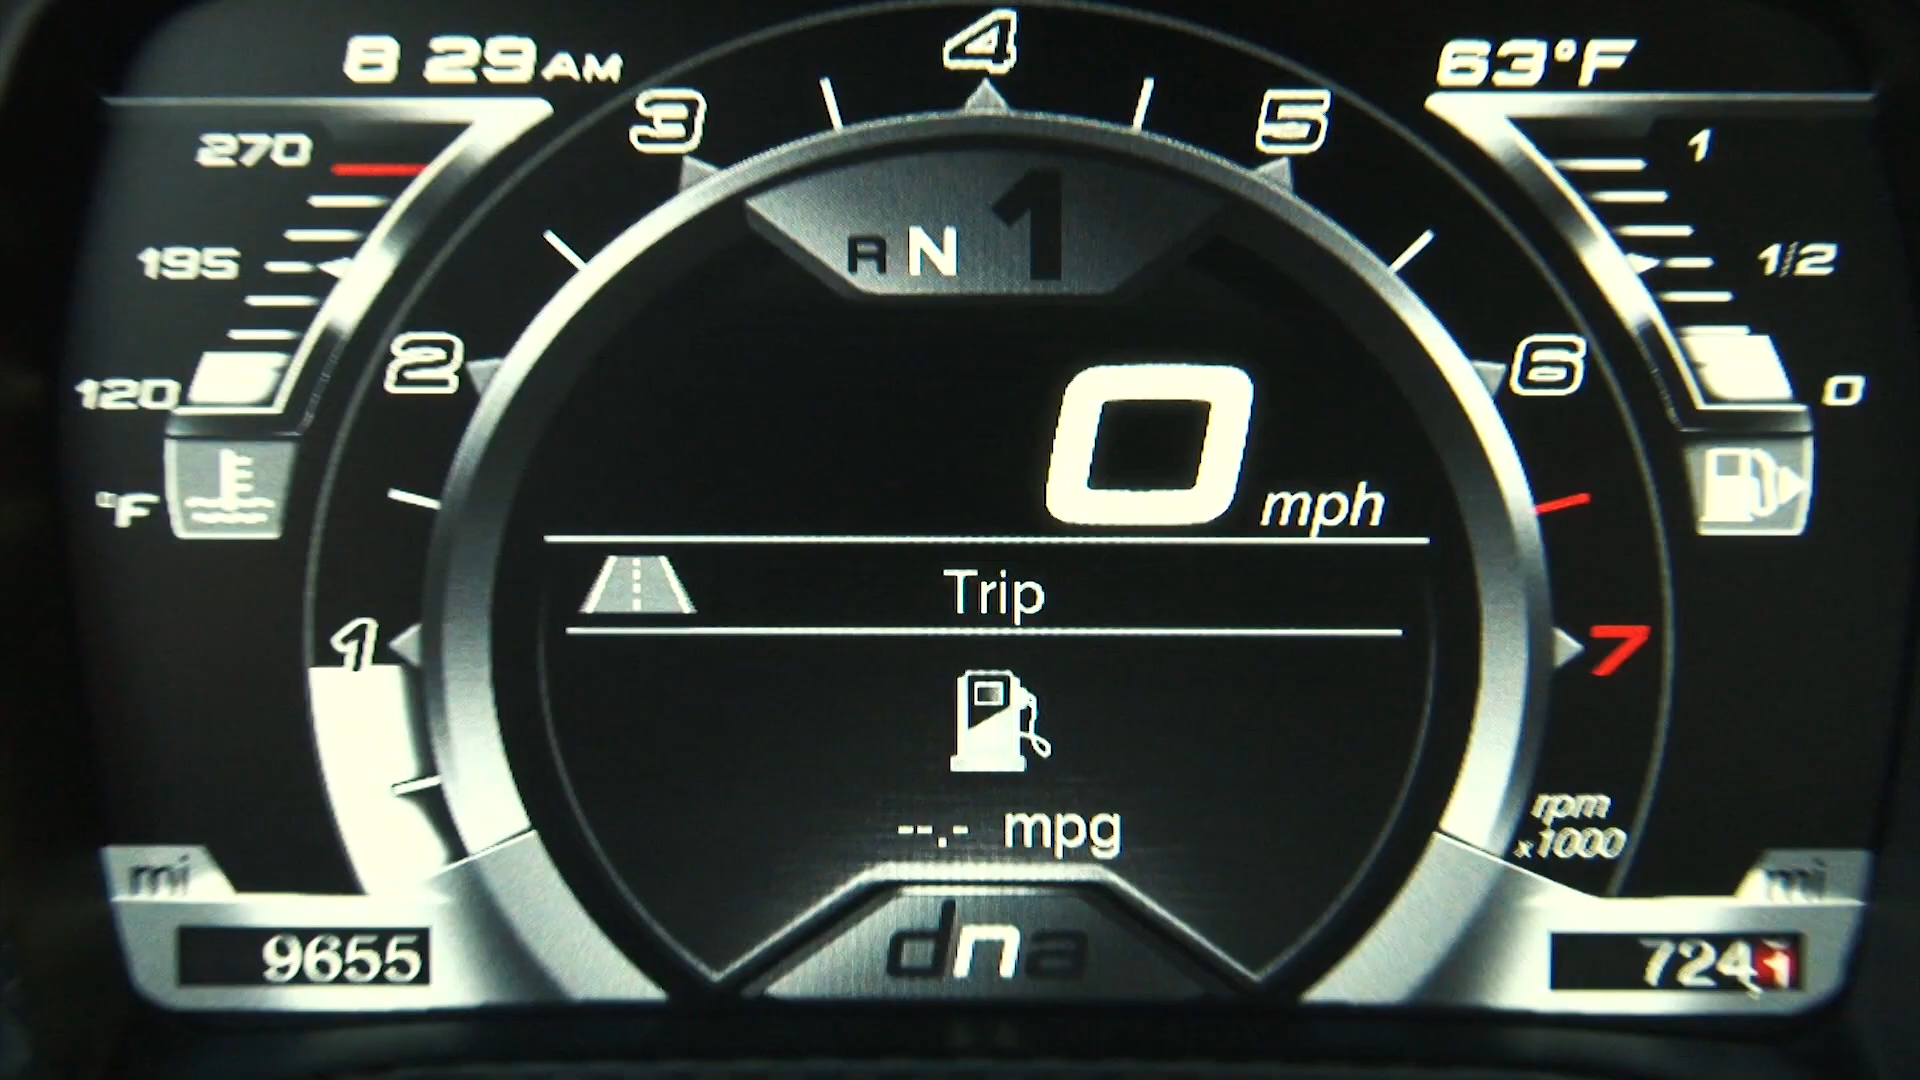 8 29 AM
63°F
270
195
120
°F
1
2
3
4
5
6
7
rpm
x1000
1
1/2
0
R N 1
0 mph
Trip
--.- mpg
dna
mi
9655
mi
724